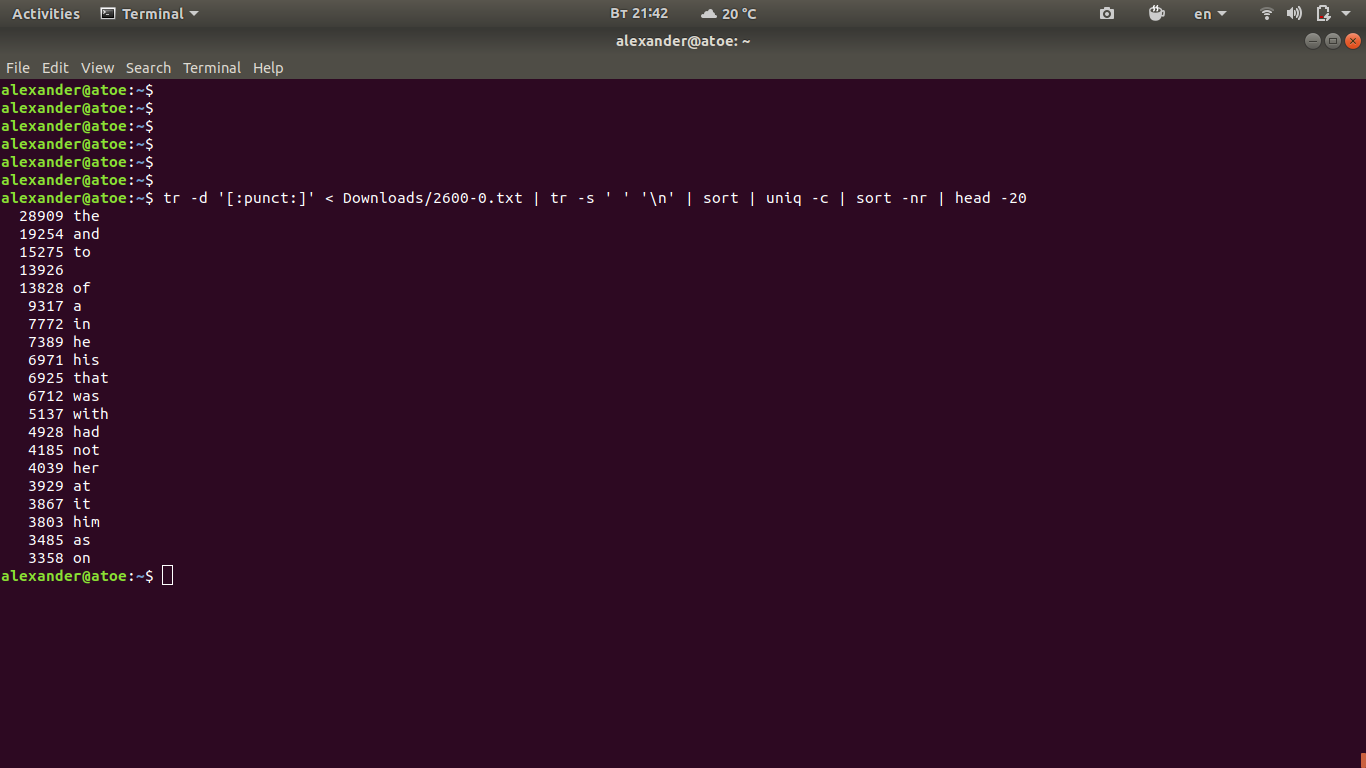 Activities Terminal Вт 21:42 20 °C en
alexander@atoe: ~
File Edit View Search Terminal Help
alexander@atoe:~$
alexander@atoe:~$
alexander@atoe:~$
alexander@atoe:~$
alexander@atoe:~$
alexander@atoe:~$
alexander@atoe:~$ tr -d '[:punct:]' < Downloads/2600-0.txt | tr -s ' ' '\n' | sort | uniq -c | sort -nr | head -20
28909 the
19254 and
15275 to
13926
13828 of
9317 a
7772 in
7389 he
6971 his
6925 that
6712 was
5137 with
4928 had
4185 not
4039 her
3929 at
3867 it
3803 him
3485 as
3358 on
alexander@atoe:~$